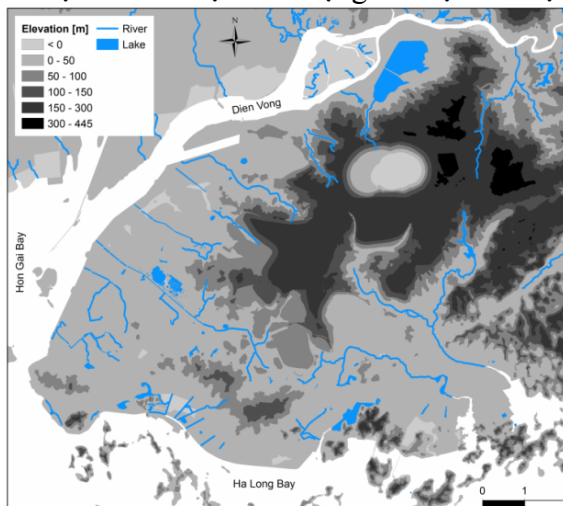 N
Elevation [m]
< 0
0 - 50
50 - 100
100 - 150
150 - 300
300 - 445
River
Lake
Dien Vong
Hon Gai Bay
Ha Long Bay
0
1